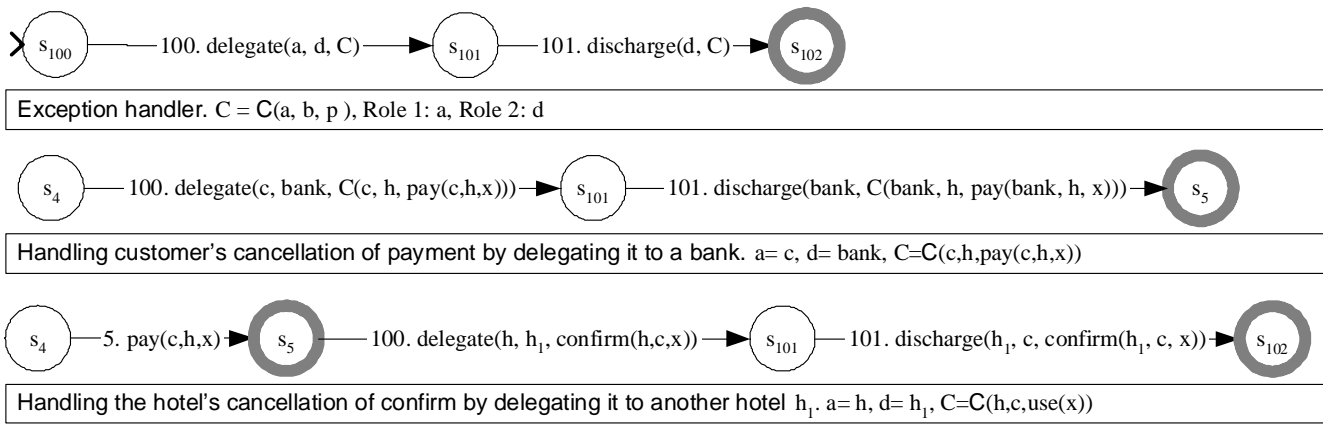 s₁₀₀ 100. delegate(a, d, C) s₁₀₁ 101. discharge(d, C) s₁₀₂
Exception handler. C = C(a, b, p ), Role 1: a, Role 2: d
s₄ 100. delegate(c, bank, C(c, h, pay(c,h,x))) s₁₀₁ 101. discharge(bank, C(bank, h, pay(bank, h, x))) s₅
Handling customer's cancellation of payment by delegating it to a bank. a= c, d= bank, C=C(c,h,pay(c,h,x))
s₄ 5. pay(c,h,x) s₅ 100. delegate(h, h₁, confirm(h,c,x)) s₁₀₁ 101. discharge(h₁, c, confirm(h₁, c, x)) s₁₀₂
Handling the hotel's cancellation of confirm by delegating it to another hotel h₁. a= h, d= h₁, C=C(h,c,use(x))